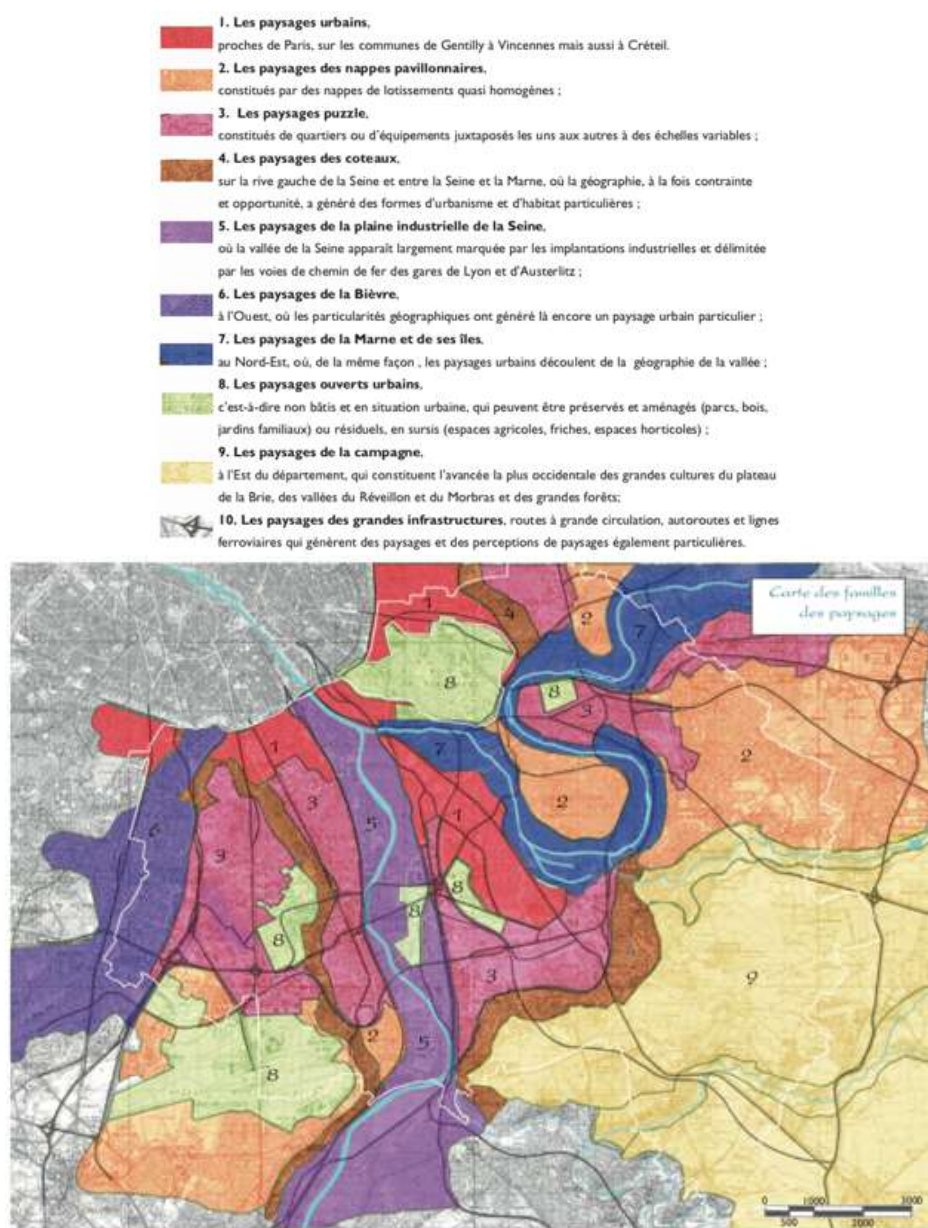 1. Les paysages urbains,
proches de Paris, sur les communes de Gentilly à Vincennes mais aussi à Créteil.
2. Les paysages des nappes pavillonnaires,
constitués par des nappes de lotissements quasi homogènes ;
3. Les paysages puzzle,
constitués de quartiers ou d'équipements juxtaposés les uns aux autres à des échelles variables ;
4. Les paysages des coteaux,
sur la rive gauche de la Seine et entre la Seine et la Marne, où la géographie, à la fois contrainte
et opportunité, a généré des formes d'urbanisme et d'habitat particulières ;
5. Les paysages de la plaine industrielle de la Seine,
où la vallée de la Seine apparaît largement marquée par les implantations industrielles et délimitée
par les voies de chemin de fer des gares de Lyon et d'Austerlitz ;
6. Les paysages de la Bièvre,
à l'Ouest, où les particularités géographiques ont généré là encore un paysage urbain particulier ;
7. Les paysages de la Marne et de ses îles,
au Nord-Est, où, de la même façon , les paysages urbains découlent de la géographie de la vallée ;
8. Les paysages ouverts urbains,
c'est-à-dire non bâtis et en situation urbaine, qui peuvent être préservés et aménagés (parcs, bois,
jardins familiaux) ou résiduels, en sursis (espaces agricoles, friches, espaces horticoles) ;
9. Les paysages de la campagne,
à l'Est du département, qui constituent l'avancée la plus occidentale des grandes cultures du plateau
de la Brie, des vallées du Réveillon et du Morbras et des grandes forêts;
10. Les paysages des grandes infrastructures, routes à grande circulation, autoroutes et lignes
ferroviaires qui génèrent des paysages et des perceptions de paysages également particulières.
Carte des familles
des paysages
1
4
2
7
8
8
3
1
7
2
3
5
2
1
6
3
8
8
8
3
9
2
5
8
0 1000 3000
500 2000